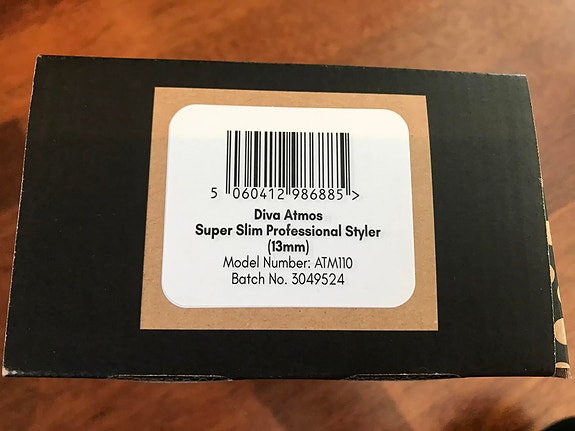 5 060412 986885 >
Diva Atmos
Super Slim Professional Styler
(13mm)
Model Number: ATM110
Batch No. 3049524